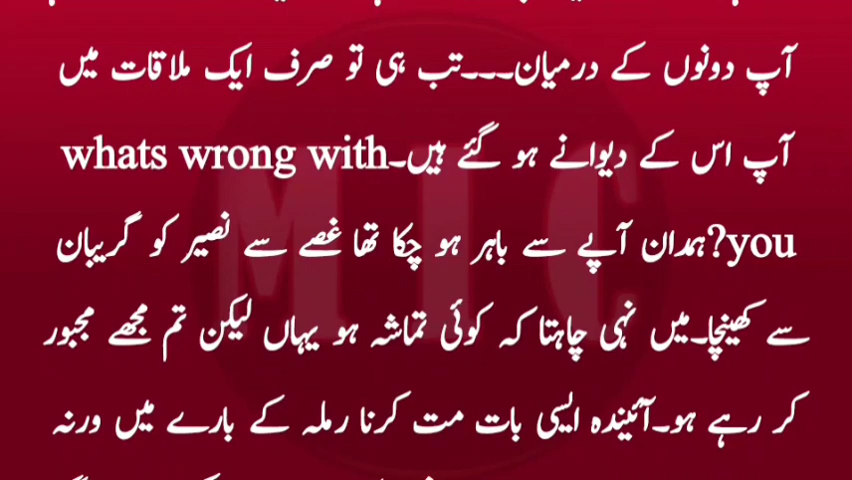 آپ دونوں کے درمیان۔۔۔تب ہی تو صرف ایک ملاقات میں
آپ اس کے دیوانے ہو گئے ہیں۔whats wrong with
you?ہمدان آپے سے باہر ہو چکا تھا غصے سے نصیر کو گریبان
سے کھینچا۔میں نہی چاہتا کہ کوئی تماشہ ہو یہاں لیکن تم مجھے مجبور
کر رہے ہو۔آئیندہ ایسی بات مت کرنا رملہ کے بارے میں ورنہ
MIC